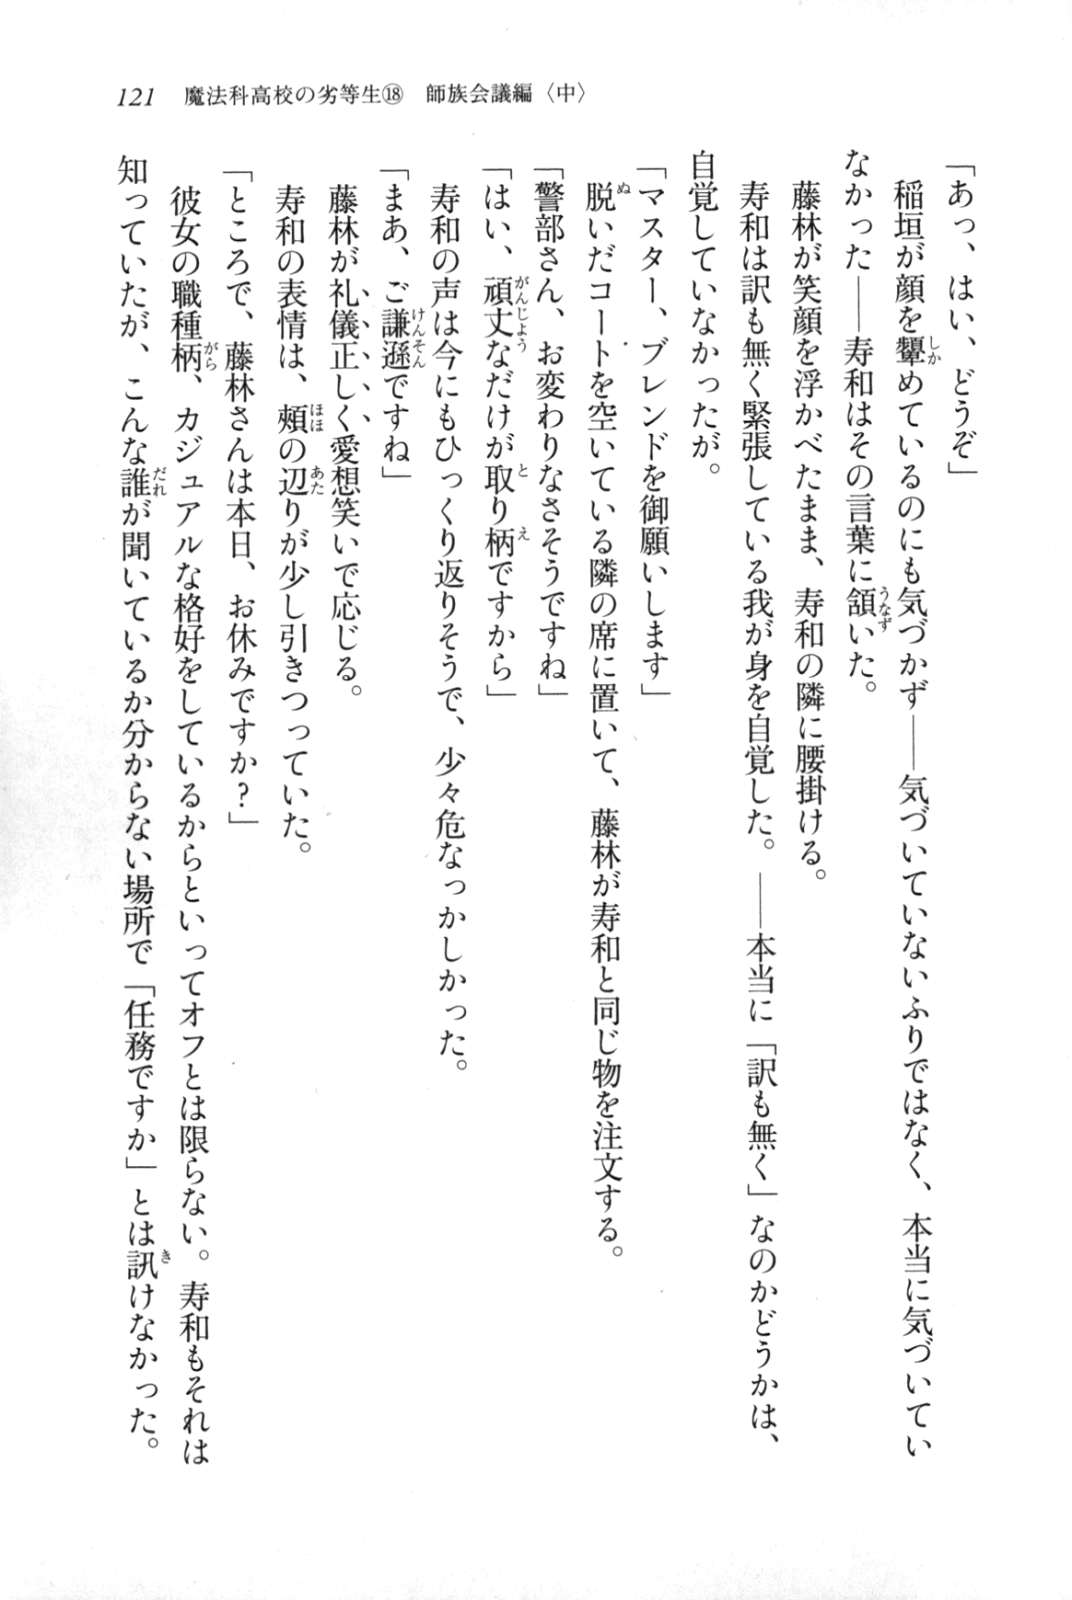 121　魔法科高校の劣等生⑱　師族会議編〈中〉
「あっ、はい、どうぞ」
　稲垣が顔を顰めているのにも気づかず――気づいていないふりではなく、本当に気づいてい
なかった――寿和はその言葉に頷いた。
　藤林が笑顔を浮かべたまま、寿和の隣に腰掛ける。
　寿和は訳も無く緊張している我が身を自覚した。――本当に「訳も無く」なのかどうかは、
自覚していなかったが。
「マスター、ブレンドを御願いします」
　脱いだコートを空いている隣の席に置いて、藤林が寿和と同じ物を注文する。
「警部さん、お変わりなさそうですね」
「はい、頑丈なだけが取り柄ですから」
　寿和の声は今にもひっくり返りそうで、少々危なっかしかった。
「まあ、ご謙遜ですね」
　藤林が礼儀正しく愛想笑いで応じる。
　寿和の表情は、頰の辺りが少し引きつっていた。
「ところで、藤林さんは本日、お休みですか？」
　彼女の職種柄、カジュアルな格好をしているからといってオフとは限らない。寿和もそれは
知っていたが、こんな誰が聞いているか分からない場所で「任務ですか」とは訊けなかった。